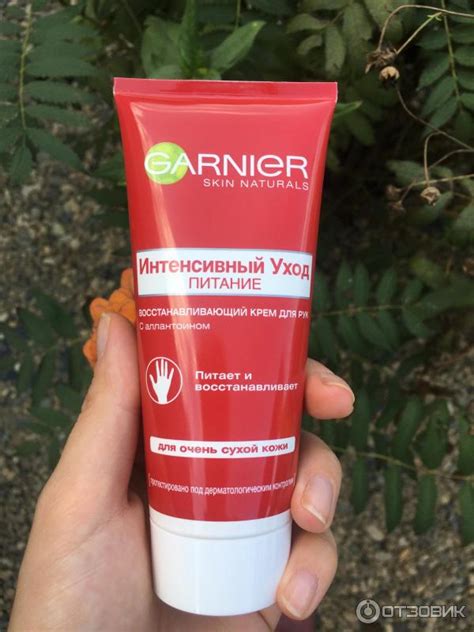 GARNIER
SKIN NATURALS
Интенсивный Уход
ПИТАНИЕ
ВОССТАНАВЛИВАЮЩИЙ КРЕМ ДЛЯ РУК
С аллантоином
Питает и
восстанавливает
для очень сухой кожи
Протестировано под дерматологическим контролем
ОТЗОВИК